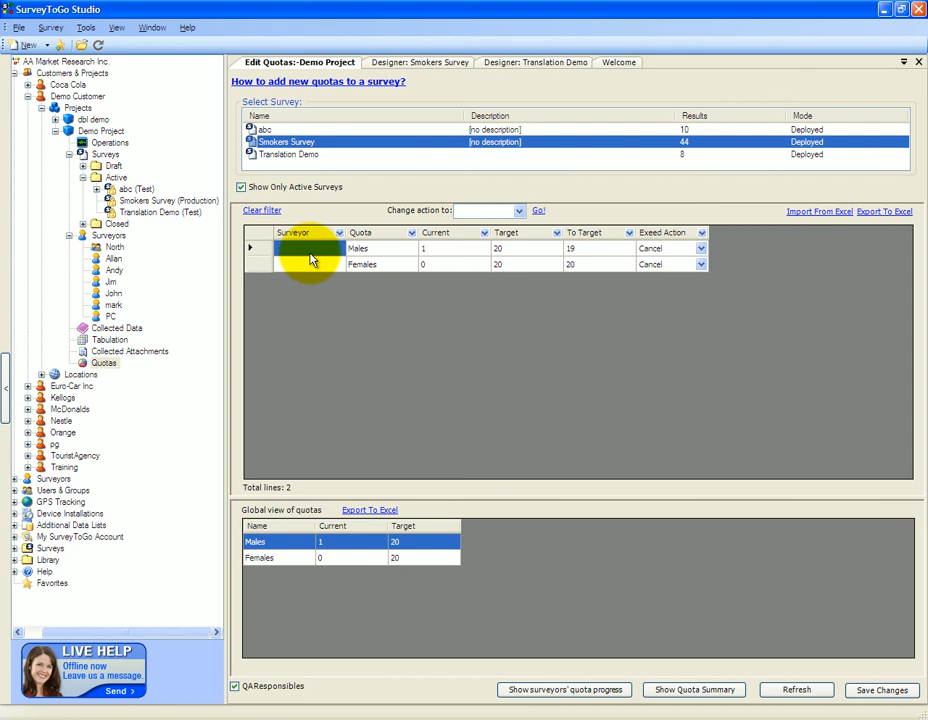 SurveyToGo Studio
File Survey Tools View Window Help
New
AA Market Research Inc.
Customers & Projects
Coca Cola
Demo Customer
Projects
dbl demo
Demo Project
Operations
Surveys
Draft
Active
abc (Test)
Smokers Survey (Production)
Translation Demo (Test)
Closed
Surveyors
North
Allan
Andy
Jim
John
mark
PC
Collected Data
Tabulation
Collected Attachments
Quotas
Locations
Euro-Car Inc
Kellogs
McDonalds
Nestle
Orange
pg
TouristAgency
Training
Surveyors
Users & Groups
GPS Tracking
Device Installations
Additional Data Lists
My SurveyToGo Account
Surveys
Library
Help
Favorites
LIVE HELP
Offline now
Leave us a message.
Send >
Edit Quotas:-Demo Project Designer: Smokers Survey Designer: Translation Demo Welcome
How to add new quotas to a survey?
Select Survey:
Name Description Results Mode
abc [no description] 10 Deployed
Smokers Survey [no description] 44 Deployed
Translation Demo 8 Deployed
Show Only Active Surveys
Clear filter Change action to: Go! Import From Excel Export To Excel
Surveyor Quota Current Target To Target Exeed Action
Males 1 20 19 Cancel
Females 0 20 20 Cancel
Total lines: 2
Global view of quotas Export To Excel
Name Current Target
Males 1 20
Females 0 20
QAResponsibles
Show surveyors' quota progress Show Quota Summary Refresh Save Changes